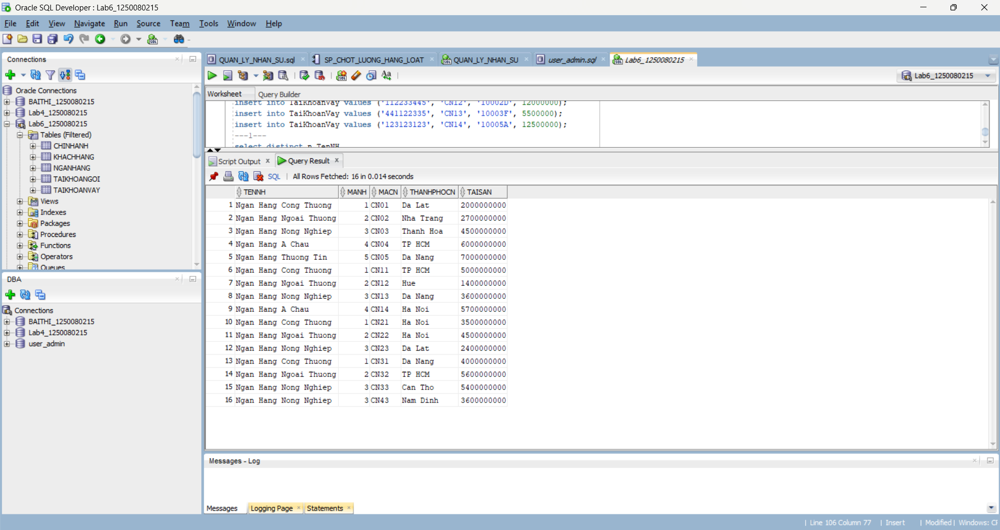 Oracle SQL Developer : Lab6_1250080215
File Edit View Navigate Run Source Team Tools Window Help
Connections
Oracle Connections
BAITHI_1250080215
Lab4_1250080215
Lab6_1250080215
Tables (Filtered)
CHINHANH
KHACHHANG
NGANHANG
TAIKHOANGOI
TAIKHOANVAY
Views
Indexes
Packages
Procedures
Functions
Operators
Queues
DBA
Connections
BAITHI_1250080215
Lab4_1250080215
user_admin
QUAN_LY_NHAN_SU.sql SP_CHOT_LUONG_HANG_LOAT QUAN_LY_NHAN_SU user_admin.sql Lab6_1250080215
Lab6_1250080215
Worksheet Query Builder
insert into TaiKhoanVay values ('112233445', 'CN12', '10002D', 12000000);
insert into TaiKhoanVay values ('441122335', 'CN13', '10003F', 5500000);
insert into TaiKhoanVay values ('123123123', 'CN14', '10005A', 12500000);
---1---
select distinct n.TenNH
Script Output Query Result
SQL All Rows Fetched: 16 in 0.014 seconds
TENNH MANH MACN THANHPHOCN TAISAN
1 Ngan Hang Cong Thuong 1 CN01 Da Lat 2000000000
2 Ngan Hang Ngoai Thuong 2 CN02 Nha Trang 2700000000
3 Ngan Hang Nong Nghiep 3 CN03 Thanh Hoa 4500000000
4 Ngan Hang A Chau 4 CN04 TP HCM 6000000000
5 Ngan Hang Thuong Tin 5 CN05 Da Nang 7000000000
6 Ngan Hang Cong Thuong 1 CN11 TP HCM 5000000000
7 Ngan Hang Ngoai Thuong 2 CN12 Hue 1400000000
8 Ngan Hang Nong Nghiep 3 CN13 Da Nang 3600000000
9 Ngan Hang A Chau 4 CN14 Ha Noi 5700000000
10 Ngan Hang Cong Thuong 1 CN21 Ha Noi 3500000000
11 Ngan Hang Ngoai Thuong 2 CN22 Ha Noi 4500000000
12 Ngan Hang Nong Nghiep 3 CN23 Da Lat 2400000000
13 Ngan Hang Cong Thuong 1 CN31 Da Nang 4000000000
14 Ngan Hang Ngoai Thuong 2 CN32 TP HCM 5600000000
15 Ngan Hang Nong Nghiep 3 CN33 Can Tho 5400000000
16 Ngan Hang Nong Nghiep 3 CN43 Nam Dinh 3600000000
Messages - Log
Messages Logging Page Statements
Line 106 Column 77 Insert Modified Windows: